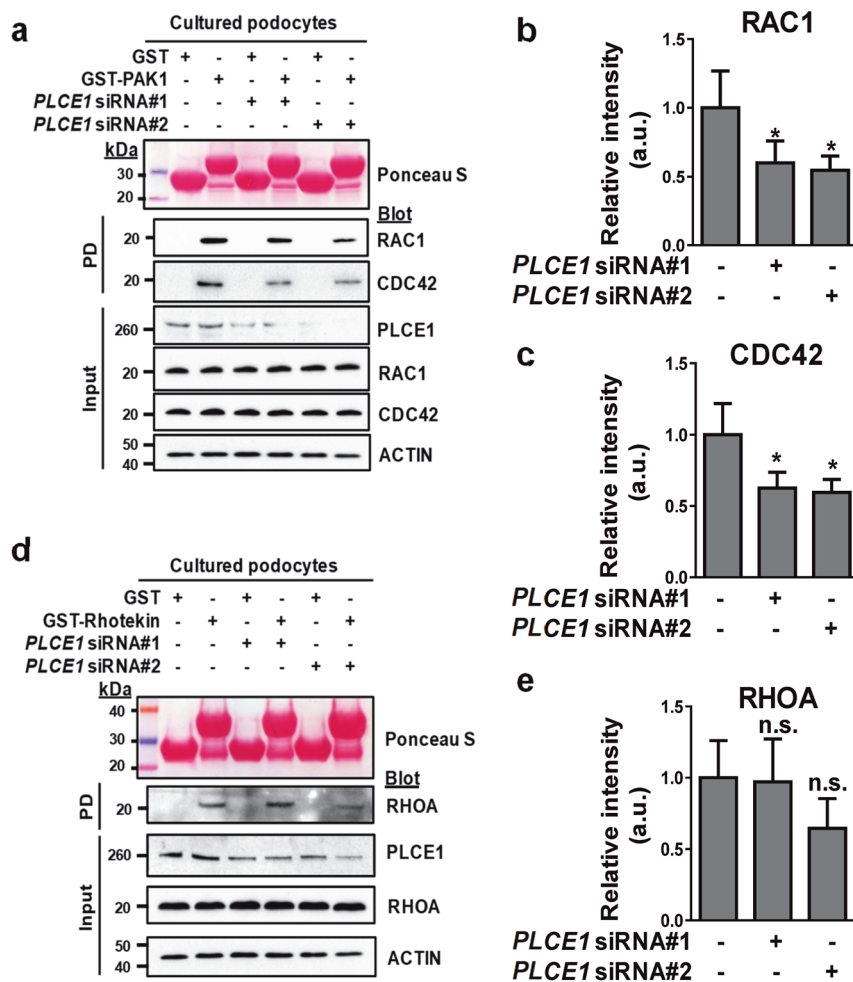 a
Cultured podocytes
GST + - + - + -
GST-PAK1 - + - + - +
PLCE1 siRNA#1 - - + + - -
PLCE1 siRNA#2 - - - - + +
kDa
30
20
Ponceau S
Blot
PD
20 RAC1
20 CDC42
Input
260 PLCE1
20 RAC1
20 CDC42
50
40
ACTIN
b
RAC1
Relative intensity
(a.u.)
1.5
1.0
0.5
0.0
* *
PLCE1 siRNA#1 - + -
PLCE1 siRNA#2 - - +
c
CDC42
Relative intensity
(a.u.)
1.5
1.0
0.5
0.0
* *
PLCE1 siRNA#1 - + -
PLCE1 siRNA#2 - - +
d
Cultured podocytes
GST + - + - + -
GST-Rhotekin - + - + - +
PLCE1 siRNA#1 - - + + - -
PLCE1 siRNA#2 - - - - + +
kDa
40
30
20
Ponceau S
Blot
PD
20 RHOA
Input
260 PLCE1
20 RHOA
50
40
ACTIN
e
RHOA
Relative intensity
(a.u.)
1.5
1.0
0.5
0.0
n.s.
n.s.
PLCE1 siRNA#1 - + -
PLCE1 siRNA#2 - - +